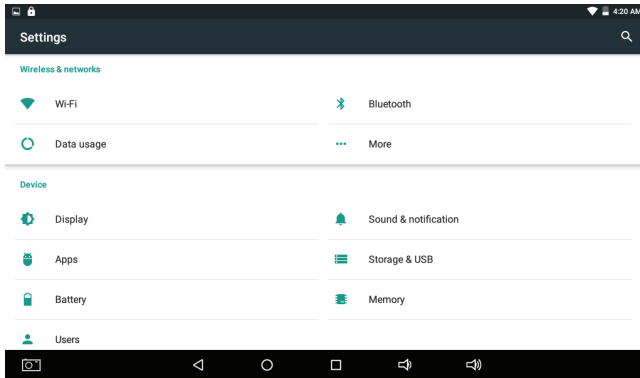 4:20 AM
Settings
Wireless & networks
Wi-Fi
Bluetooth
Data usage
More
Device
Display
Sound & notification
Apps
Storage & USB
Battery
Memory
Users